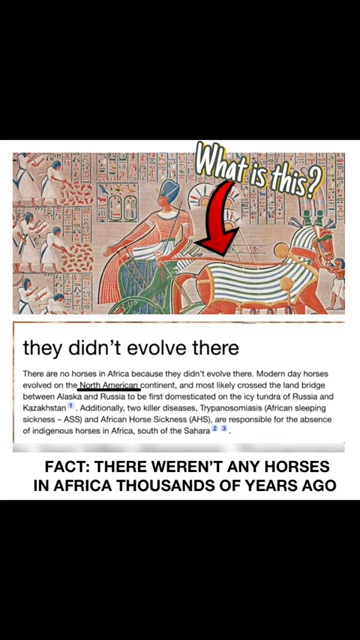 What is this?
they didn't evolve there
There are no horses in Africa because they didn't evolve there. Modern day horses
evolved on the North American continent, and most likely crossed the land bridge
between Alaska and Russia to be first domesticated on the icy tundra of Russia and
Kazakhstan 1. Additionally, two killer diseases, Trypanosomiasis (African sleeping
sickness – ASS) and African Horse Sickness (AHS), are responsible for the absence
of indigenous horses in Africa, south of the Sahara 2 3.
FACT: THERE WEREN'T ANY HORSES
IN AFRICA THOUSANDS OF YEARS AGO